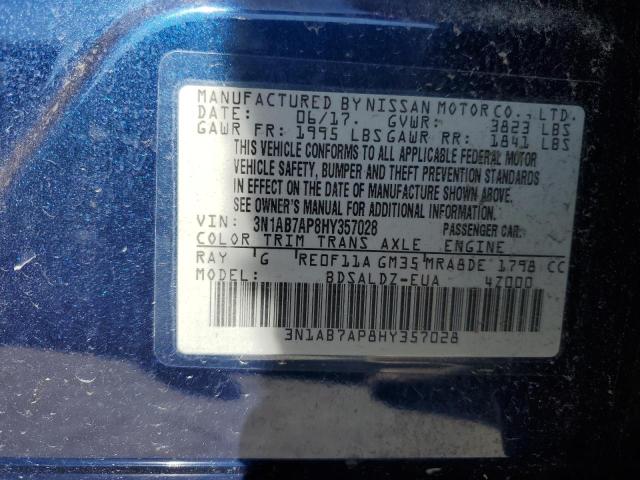 MANUFACTURED BY NISSAN MOTOR CO., LTD.
DATE: 06/17. GVWR: 3823 LBS
GAWR FR: 1995 LBS GAWR RR: 1841 LBS
THIS VEHICLE CONFORMS TO ALL APPLICABLE FEDERAL MOTOR
VEHICLE SAFETY, BUMPER AND THEFT PREVENTION STANDARDS
IN EFFECT ON THE DATE OF MANUFACTURE SHOWN ABOVE.
SEE OWNER'S MANUAL FOR ADDITIONAL INFORMATION.
VIN: 3N1AB7AP8HY357028 PASSENGER CAR.
COLOR TRIM TRANS AXLE ENGINE
RAY G RE0F11A GM35 MRA8DE 1798 CC
MODEL: BDSALDZ-EUA 4Z000
3N1AB7AP8HY357028